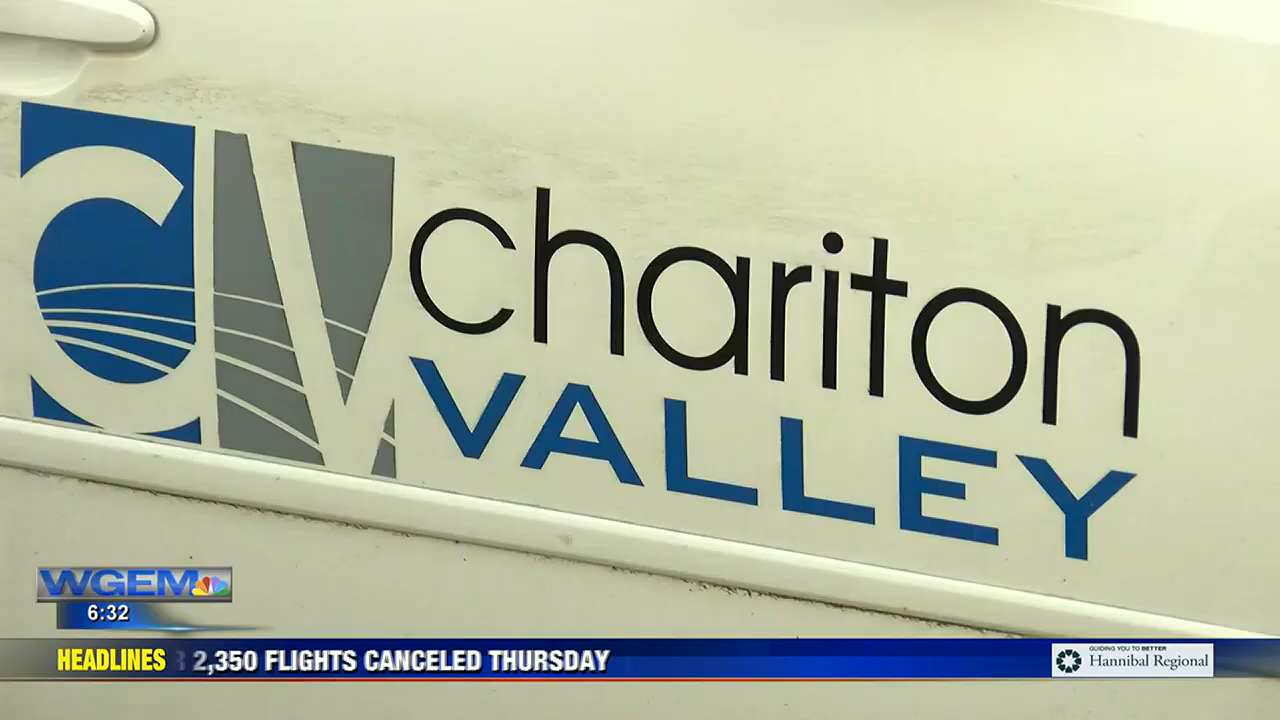 CV
chariton
VALLEY
WGEM
6:32
HEADLINES
2,350 FLIGHTS CANCELED THURSDAY
GUIDING YOU TO BETTER
Hannibal Regional